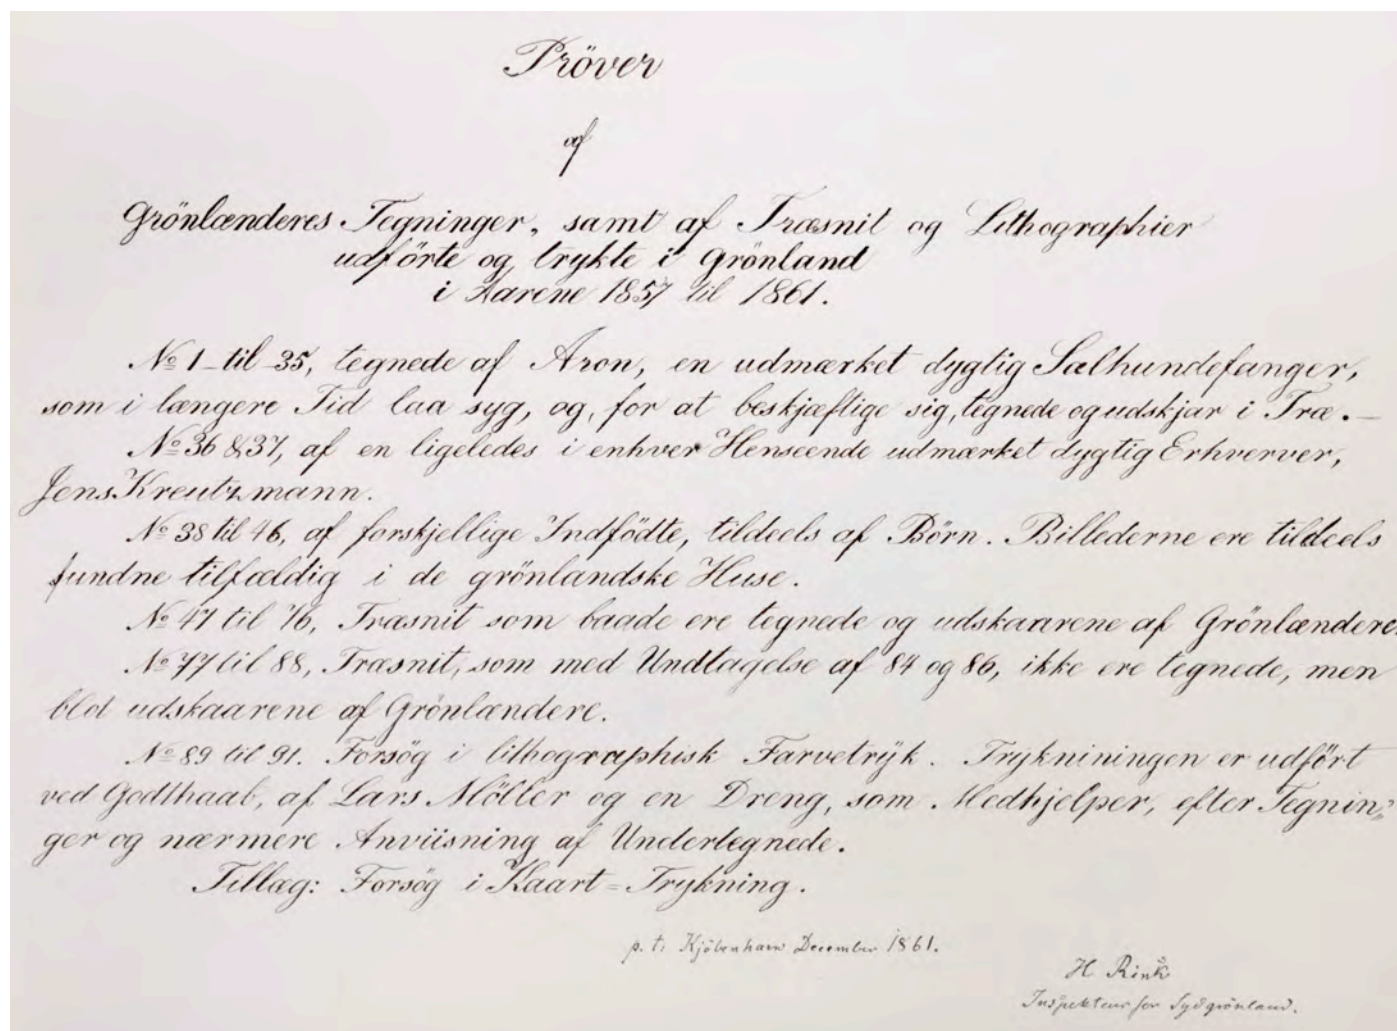 Pröver
af
Grönlænderes Tegninger, samt af Træsnit og Lithographier
udförte og trykte i Grönland
i Aarene 1857 til 1861.
No 1 til 35, tegnede af Aron, en udmærket dygtig Sælhundefanger,
som i længere Tid laa syg, og, for at beskjæftige sig, tegnede og udskjar i Træ.—
No 36 & 37, af en ligeledes i enhver Henseende udmærket dygtig Erhverver,
Jens Kreutzmann.
No 38 til 46, af forskjellige Indfödte, tildeels af Börn. Billederne ere tildeels
fundne tilfældig i de grönlandske Huse.
No 47 til 76, Træsnit som baade ere tegnede og udskaarene af Grönlændere.
No 77 til 88, Træsnit, som med Undtagelse af 84 og 86, ikke ere tegnede, men
blot udskaarene af Grönlændere.
No 89 til 91. Forsög i lithographisk Farvetryk. Trykniningen er udfört
ved Godthaab, af Lars Möller og en Dreng, som Medhjelper, efter Tegnin=
ger og nærmere Anviisning af Undertegnede.
Tillæg: Forsög i Kaart=Trykning.
p. t. Kjöbenhavn December 1861.
H Rink
Inspekteur for Sydgrönland.